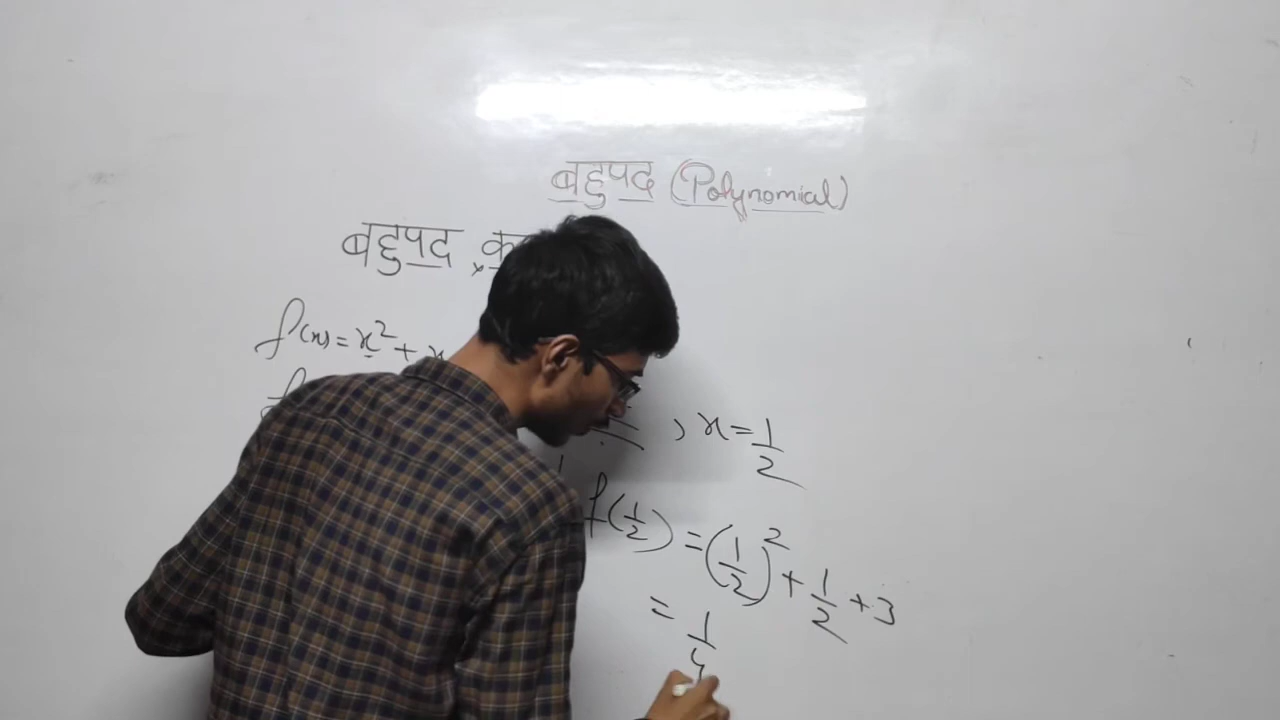 बहुपद (Polynomial)
बहुपद ,
f(x) = x² + x
, x = 1/2
f(1/2) = (1/2)² + 1/2 + 3
= 1/4